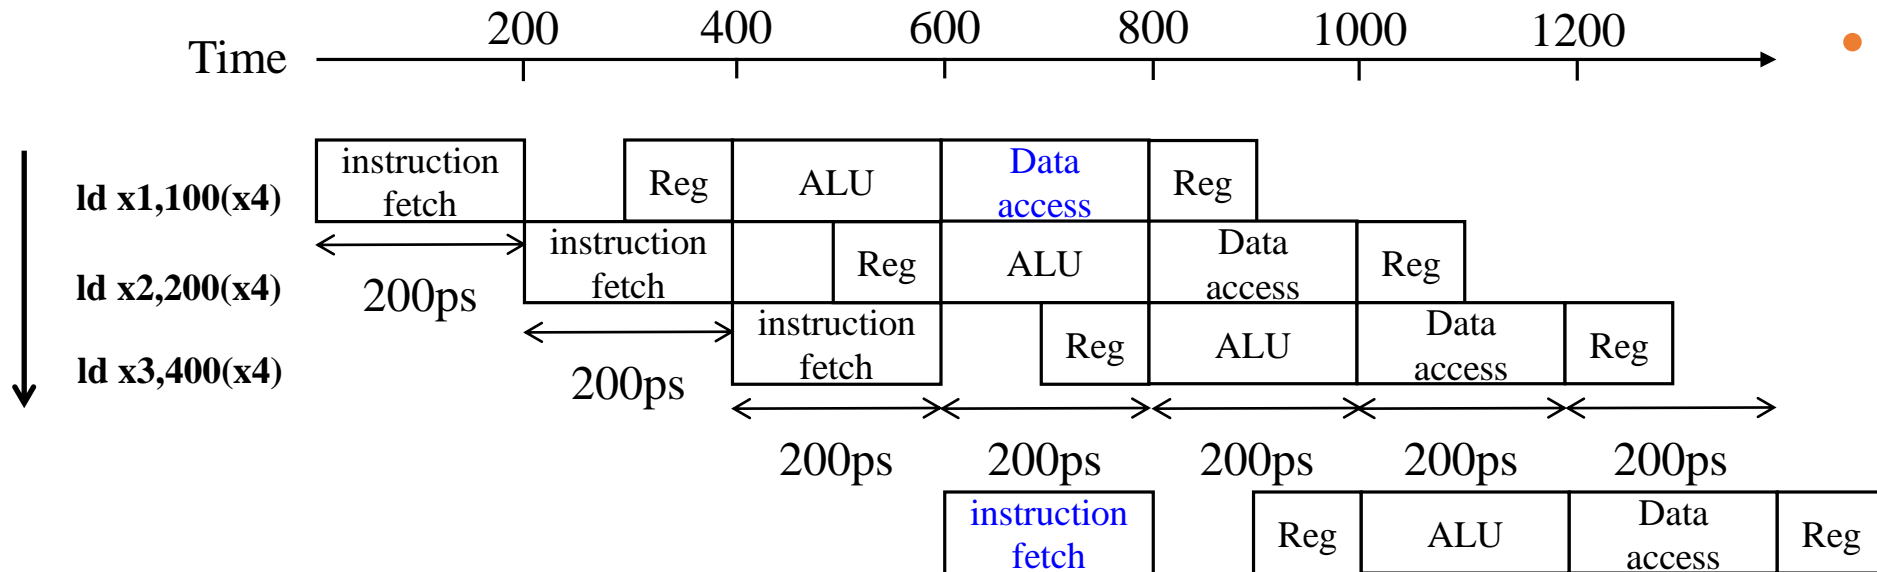 200 400 600 800 1000 1200
Time
instruction Data
Reg ALU Reg
fetch access
ld x1,100(x4)
instruction Data
Reg ALU Reg
fetch access
ld x2,200(x4)
200ps
instruction Data
Reg ALU Reg
fetch access
ld x3,400(x4)
200ps
200ps 200ps 200ps 200ps 200ps
instruction Data
Reg ALU Reg
fetch access